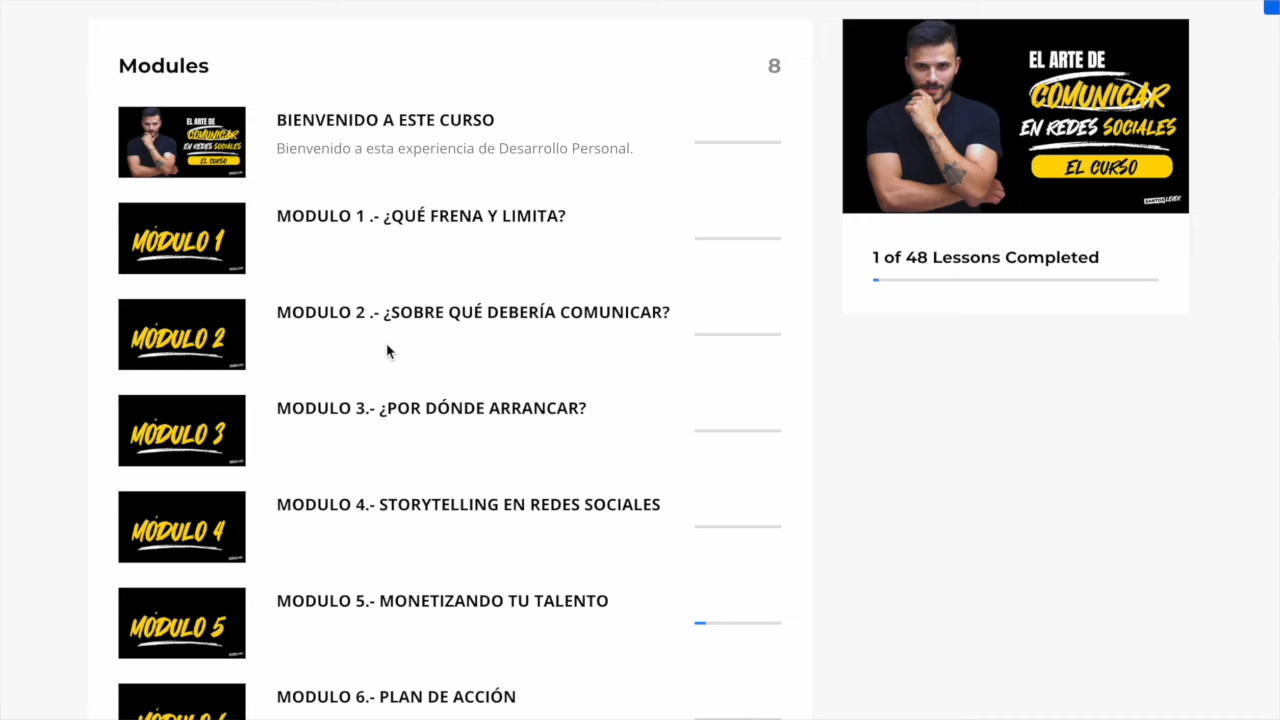 Modules
8
EL ARTE DE
COMUNICAR
EN REDES SOCIALES
EL CURSO
BIENVENIDO A ESTE CURSO
Bienvenido a esta experiencia de Desarrollo Personal.
MÓDULO 1
MODULO 1 .- ¿QUÉ FRENA Y LIMITA?
MÓDULO 2
MODULO 2 .- ¿SOBRE QUÉ DEBERÍA COMUNICAR?
MÓDULO 3
MODULO 3.- ¿POR DÓNDE ARRANCAR?
MÓDULO 4
MODULO 4.- STORYTELLING EN REDES SOCIALES
MÓDULO 5
MODULO 5.- MONETIZANDO TU TALENTO
MODULO 6.- PLAN DE ACCIÓN
EL ARTE DE
COMUNICAR
EN REDES SOCIALES
EL CURSO
1 of 48 Lessons Completed